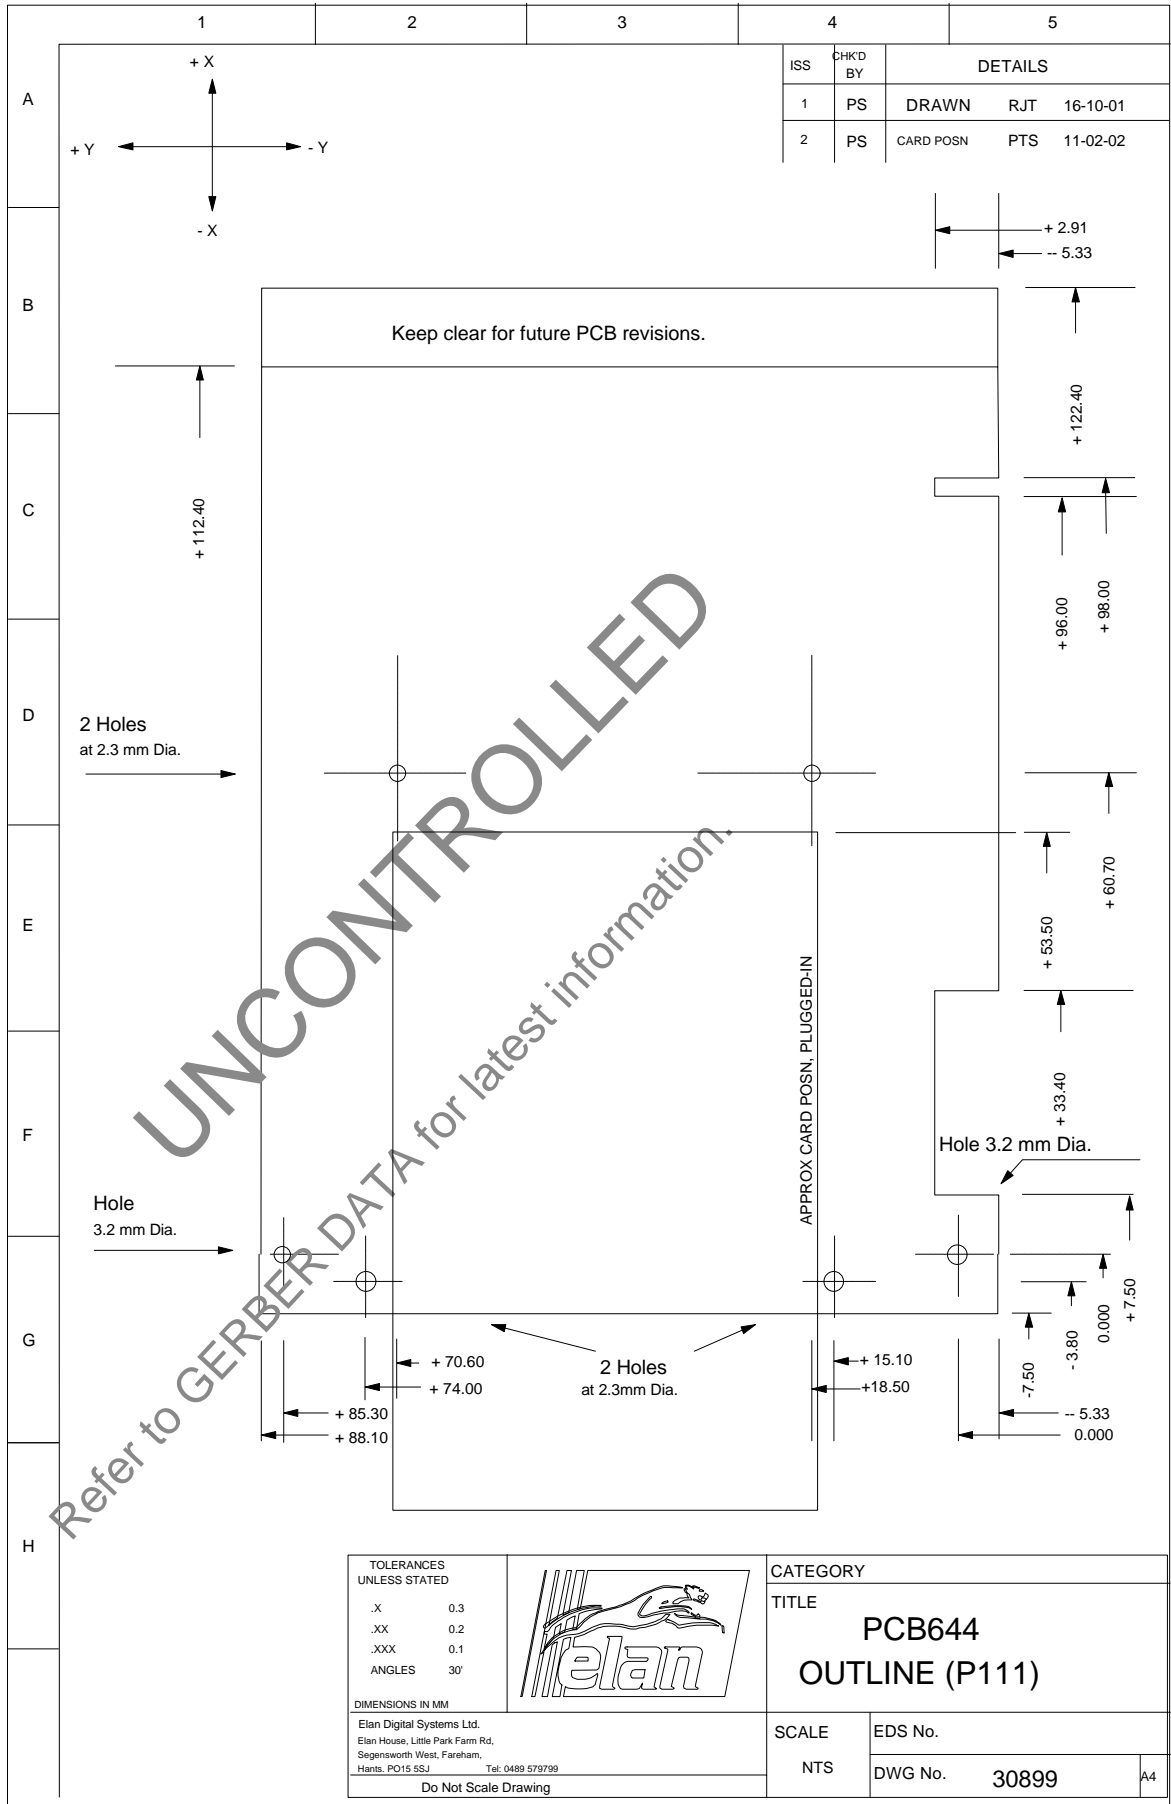 1 2 3 4 5
A
B
C
D
E
F
G
H
+ X
+ Y
- Y
- X
ISS CHK'D BY DETAILS
1 PS DRAWN RJT 16-10-01
2 PS CARD POSN PTS 11-02-02
+ 2.91
-- 5.33
Keep clear for future PCB revisions.
+ 112.40
+ 122.40
+ 96.00
+ 98.00
2 Holes
at 2.3 mm Dia.
+ 60.70
+ 53.50
+ 33.40
APPROX CARD POSN, PLUGGED-IN
Hole 3.2 mm Dia.
Hole
3.2 mm Dia.
-7.50
- 3.80
0.000
+ 7.50
+ 70.60
+ 74.00
+ 85.30
+ 88.10
2 Holes
at 2.3mm Dia.
+ 15.10
+18.50
-- 5.33
0.000
UNCONTROLLED
Refer to GERBER DATA for latest information.
TOLERANCES
UNLESS STATED
.X 0.3
.XX 0.2
.XXX 0.1
ANGLES 30'
DIMENSIONS IN MM
elan
Elan Digital Systems Ltd.
Elan House, Little Park Farm Rd,
Segensworth West, Fareham,
Hants. PO15 5SJ Tel: 0489 579799
Do Not Scale Drawing
CATEGORY
TITLE
PCB644
OUTLINE (P111)
SCALE
NTS
EDS No.
DWG No. 30899
A4